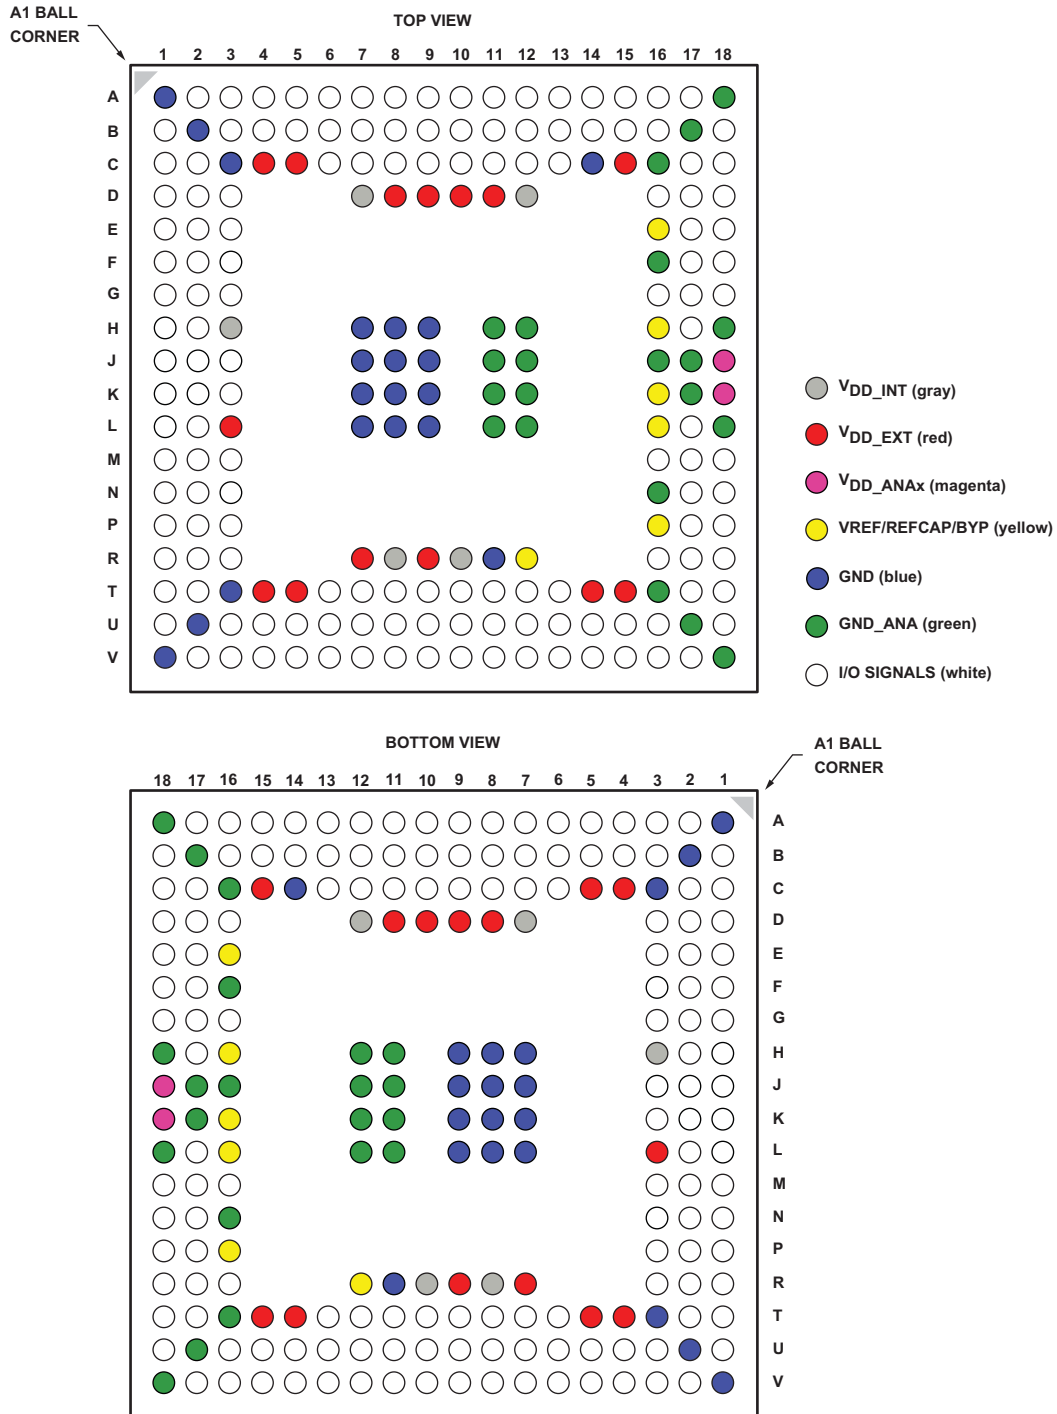 A1 BALL
CORNER
TOP VIEW
1 2 3 4 5 6 7 8 9 10 11 12 13 14 15 16 17 18
A
B
C
D
E
F
G
H
J
K
L
M
N
P
R
T
U
V
VDD_INT (gray)
VDD_EXT (red)
VDD_ANAx (magenta)
VREF/REFCAP/BYP (yellow)
GND (blue)
GND_ANA (green)
I/O SIGNALS (white)
BOTTOM VIEW
A1 BALL
CORNER
18 17 16 15 14 13 12 11 10 9 8 7 6 5 4 3 2 1
A
B
C
D
E
F
G
H
J
K
L
M
N
P
R
T
U
V